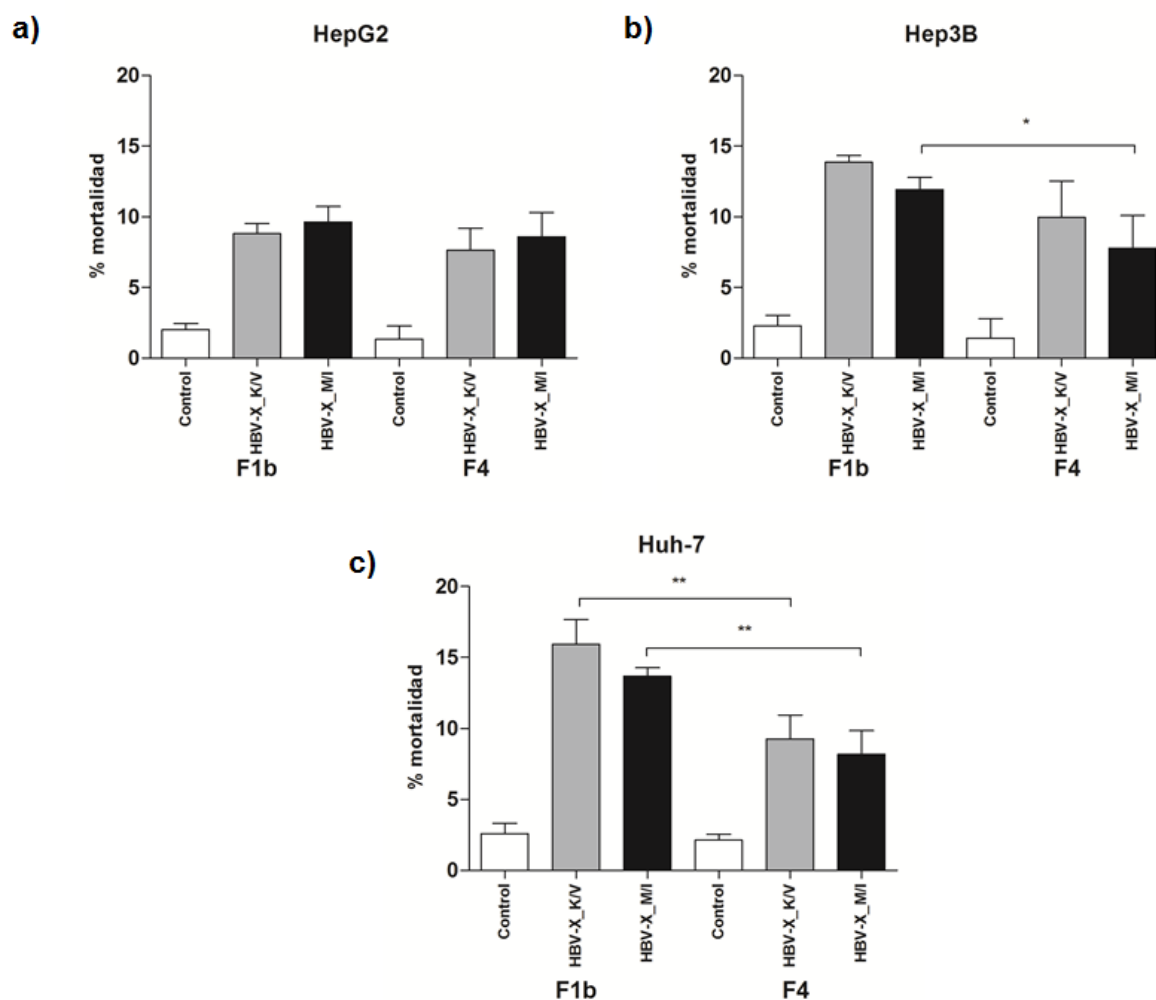 a)
HepG2
% mortalidad
20
15
10
5
0
Control
HBV-X_K/V
HBV-X_M/I
Control
HBV-X_K/V
HBV-X_M/I
F1b
F4
b)
Hep3B
% mortalidad
20
15
10
5
0
*
Control
HBV-X_K/V
HBV-X_M/I
Control
HBV-X_K/V
HBV-X_M/I
F1b
F4
c)
Huh-7
% mortalidad
20
15
10
5
0
**
**
Control
HBV-X_K/V
HBV-X_M/I
Control
HBV-X_K/V
HBV-X_M/I
F1b
F4